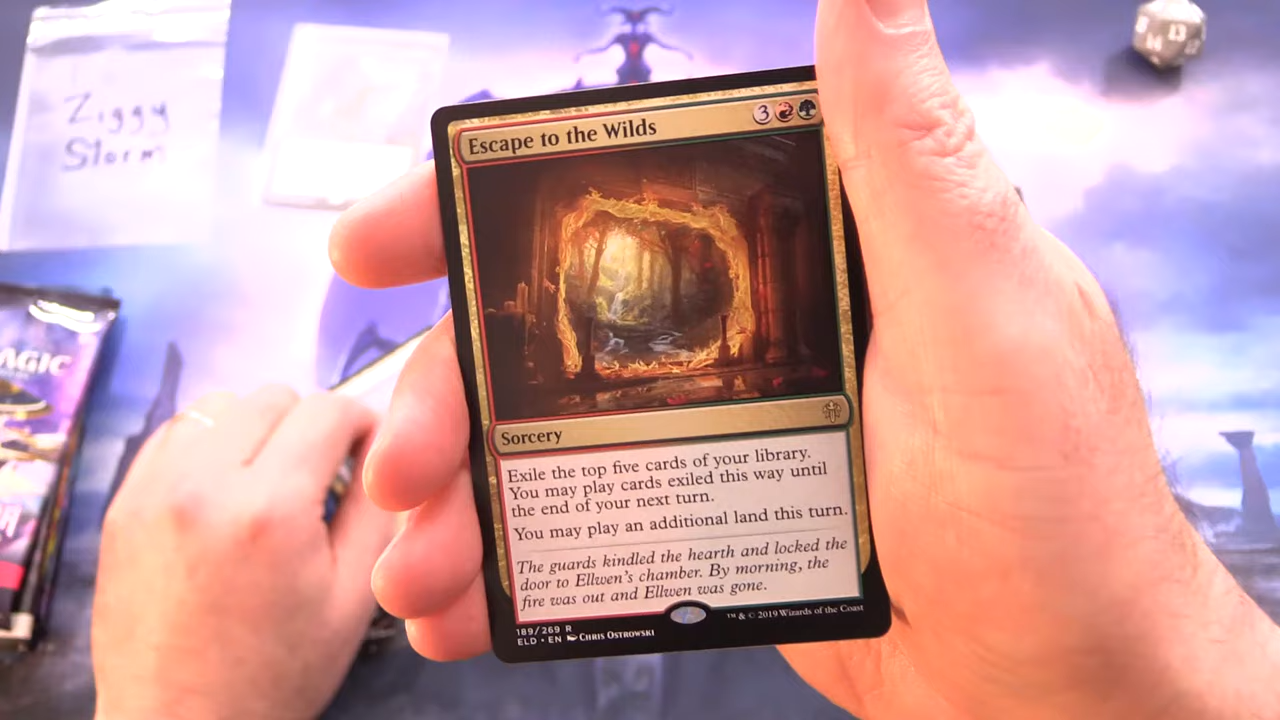 Ziggy
Storm
AGIC
13
14
Escape to the Wilds
3
Sorcery
Exile the top five cards of your library.
You may play cards exiled this way until
the end of your next turn.
You may play an additional land this turn.
The guards kindled the hearth and locked the
door to Ellwen's chamber. By morning, the
fire was out and Ellwen was gone.
189/269 R
ELD • EN Chris Ostrowski
™ & © 2019 Wizards of the Coast